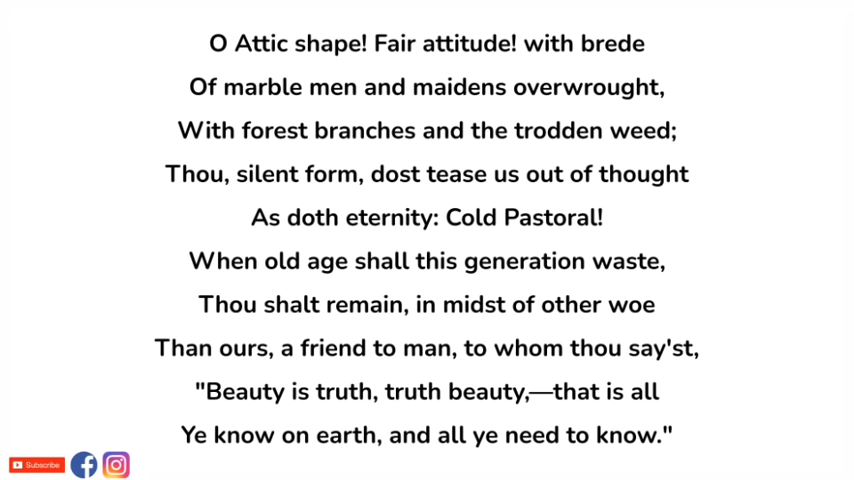 O Attic shape! Fair attitude! with brede
Of marble men and maidens overwrought,
With forest branches and the trodden weed;
Thou, silent form, dost tease us out of thought
As doth eternity: Cold Pastoral!
When old age shall this generation waste,
Thou shalt remain, in midst of other woe
Than ours, a friend to man, to whom thou say'st,
"Beauty is truth, truth beauty,—that is all
Ye know on earth, and all ye need to know."
Subscribe